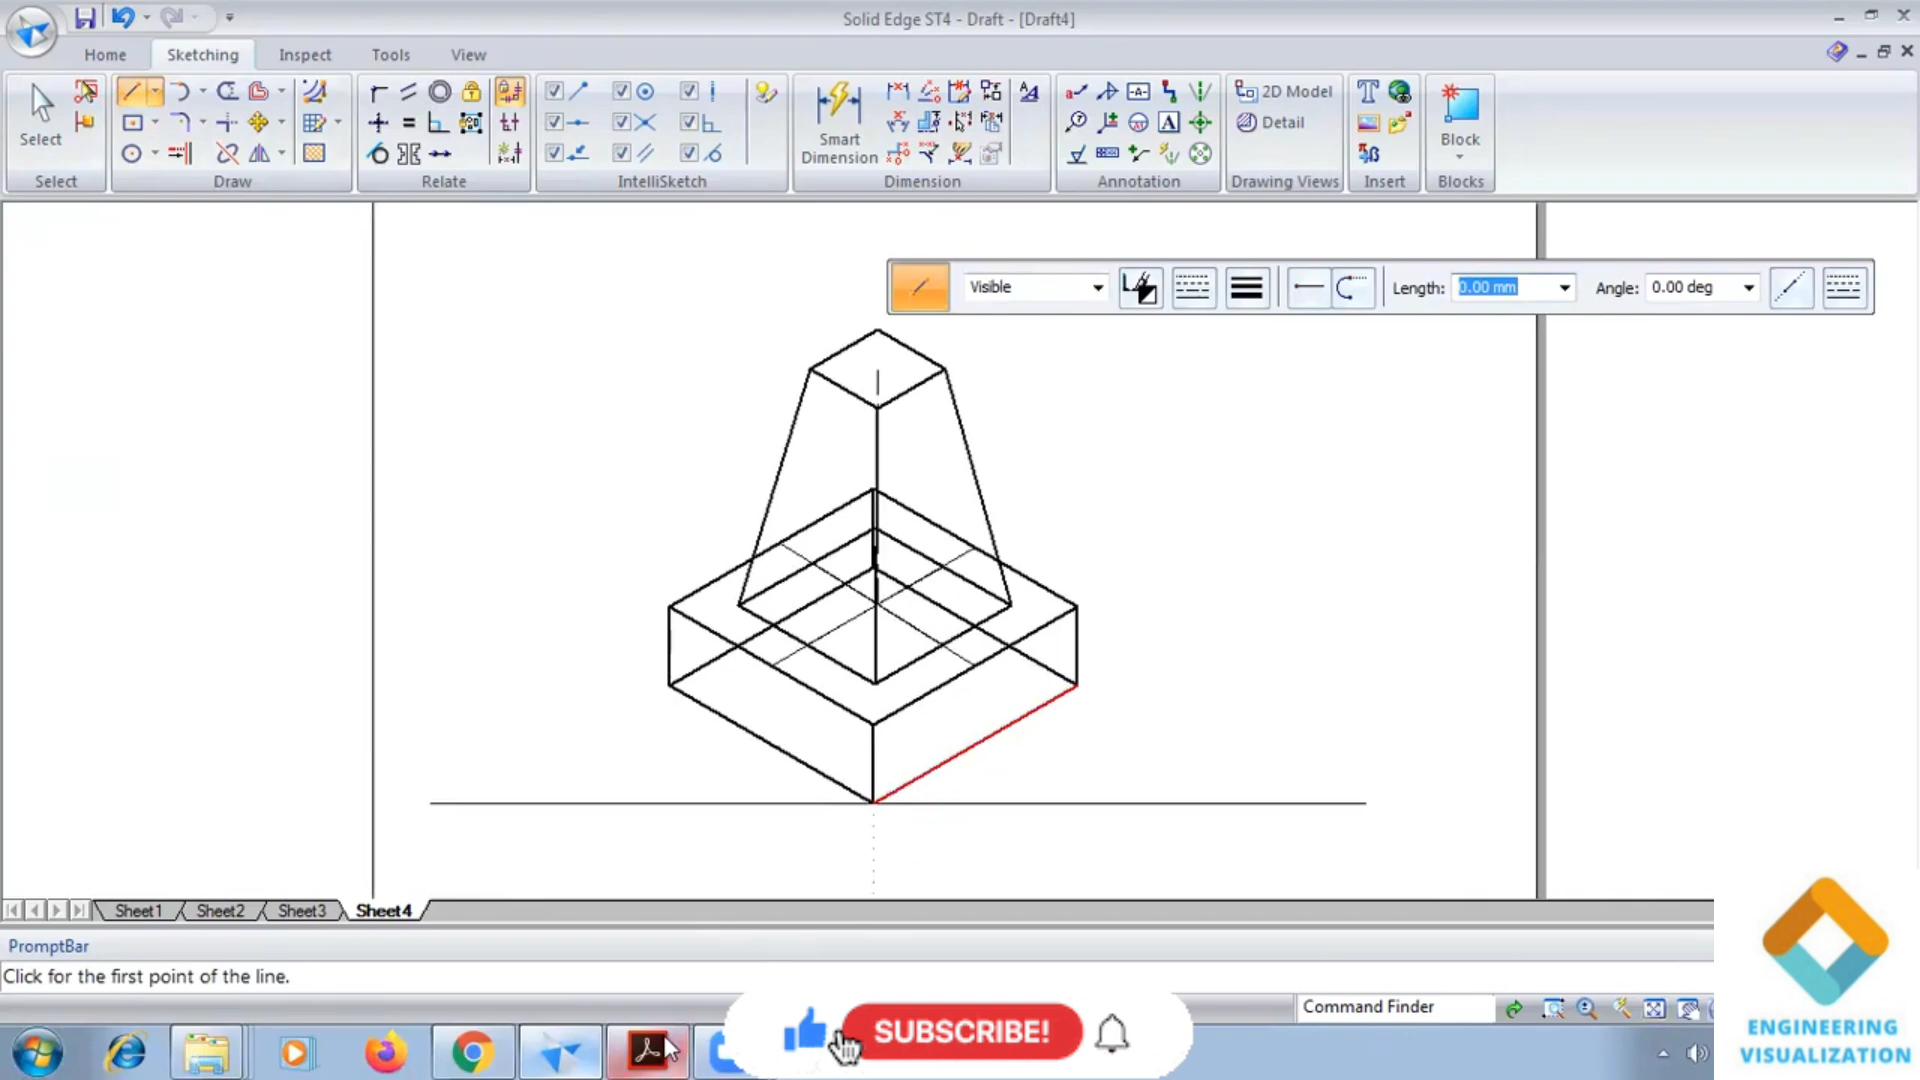 Solid Edge ST4 - Draft - [Draft4]
Home
Sketching
Inspect
Tools
View
Select
Smart
Dimension
2D Model
Detail
Block
Select
Draw
Relate
IntelliSketch
Dimension
Annotation
Drawing Views
Insert
Blocks
Visible
Length:
0.00 mm
Angle:
0.00 deg
Sheet1
Sheet2
Sheet3
Sheet4
PromptBar
Click for the first point of the line.
Command Finder
SUBSCRIBE!
ENGINEERING
VISUALIZATION